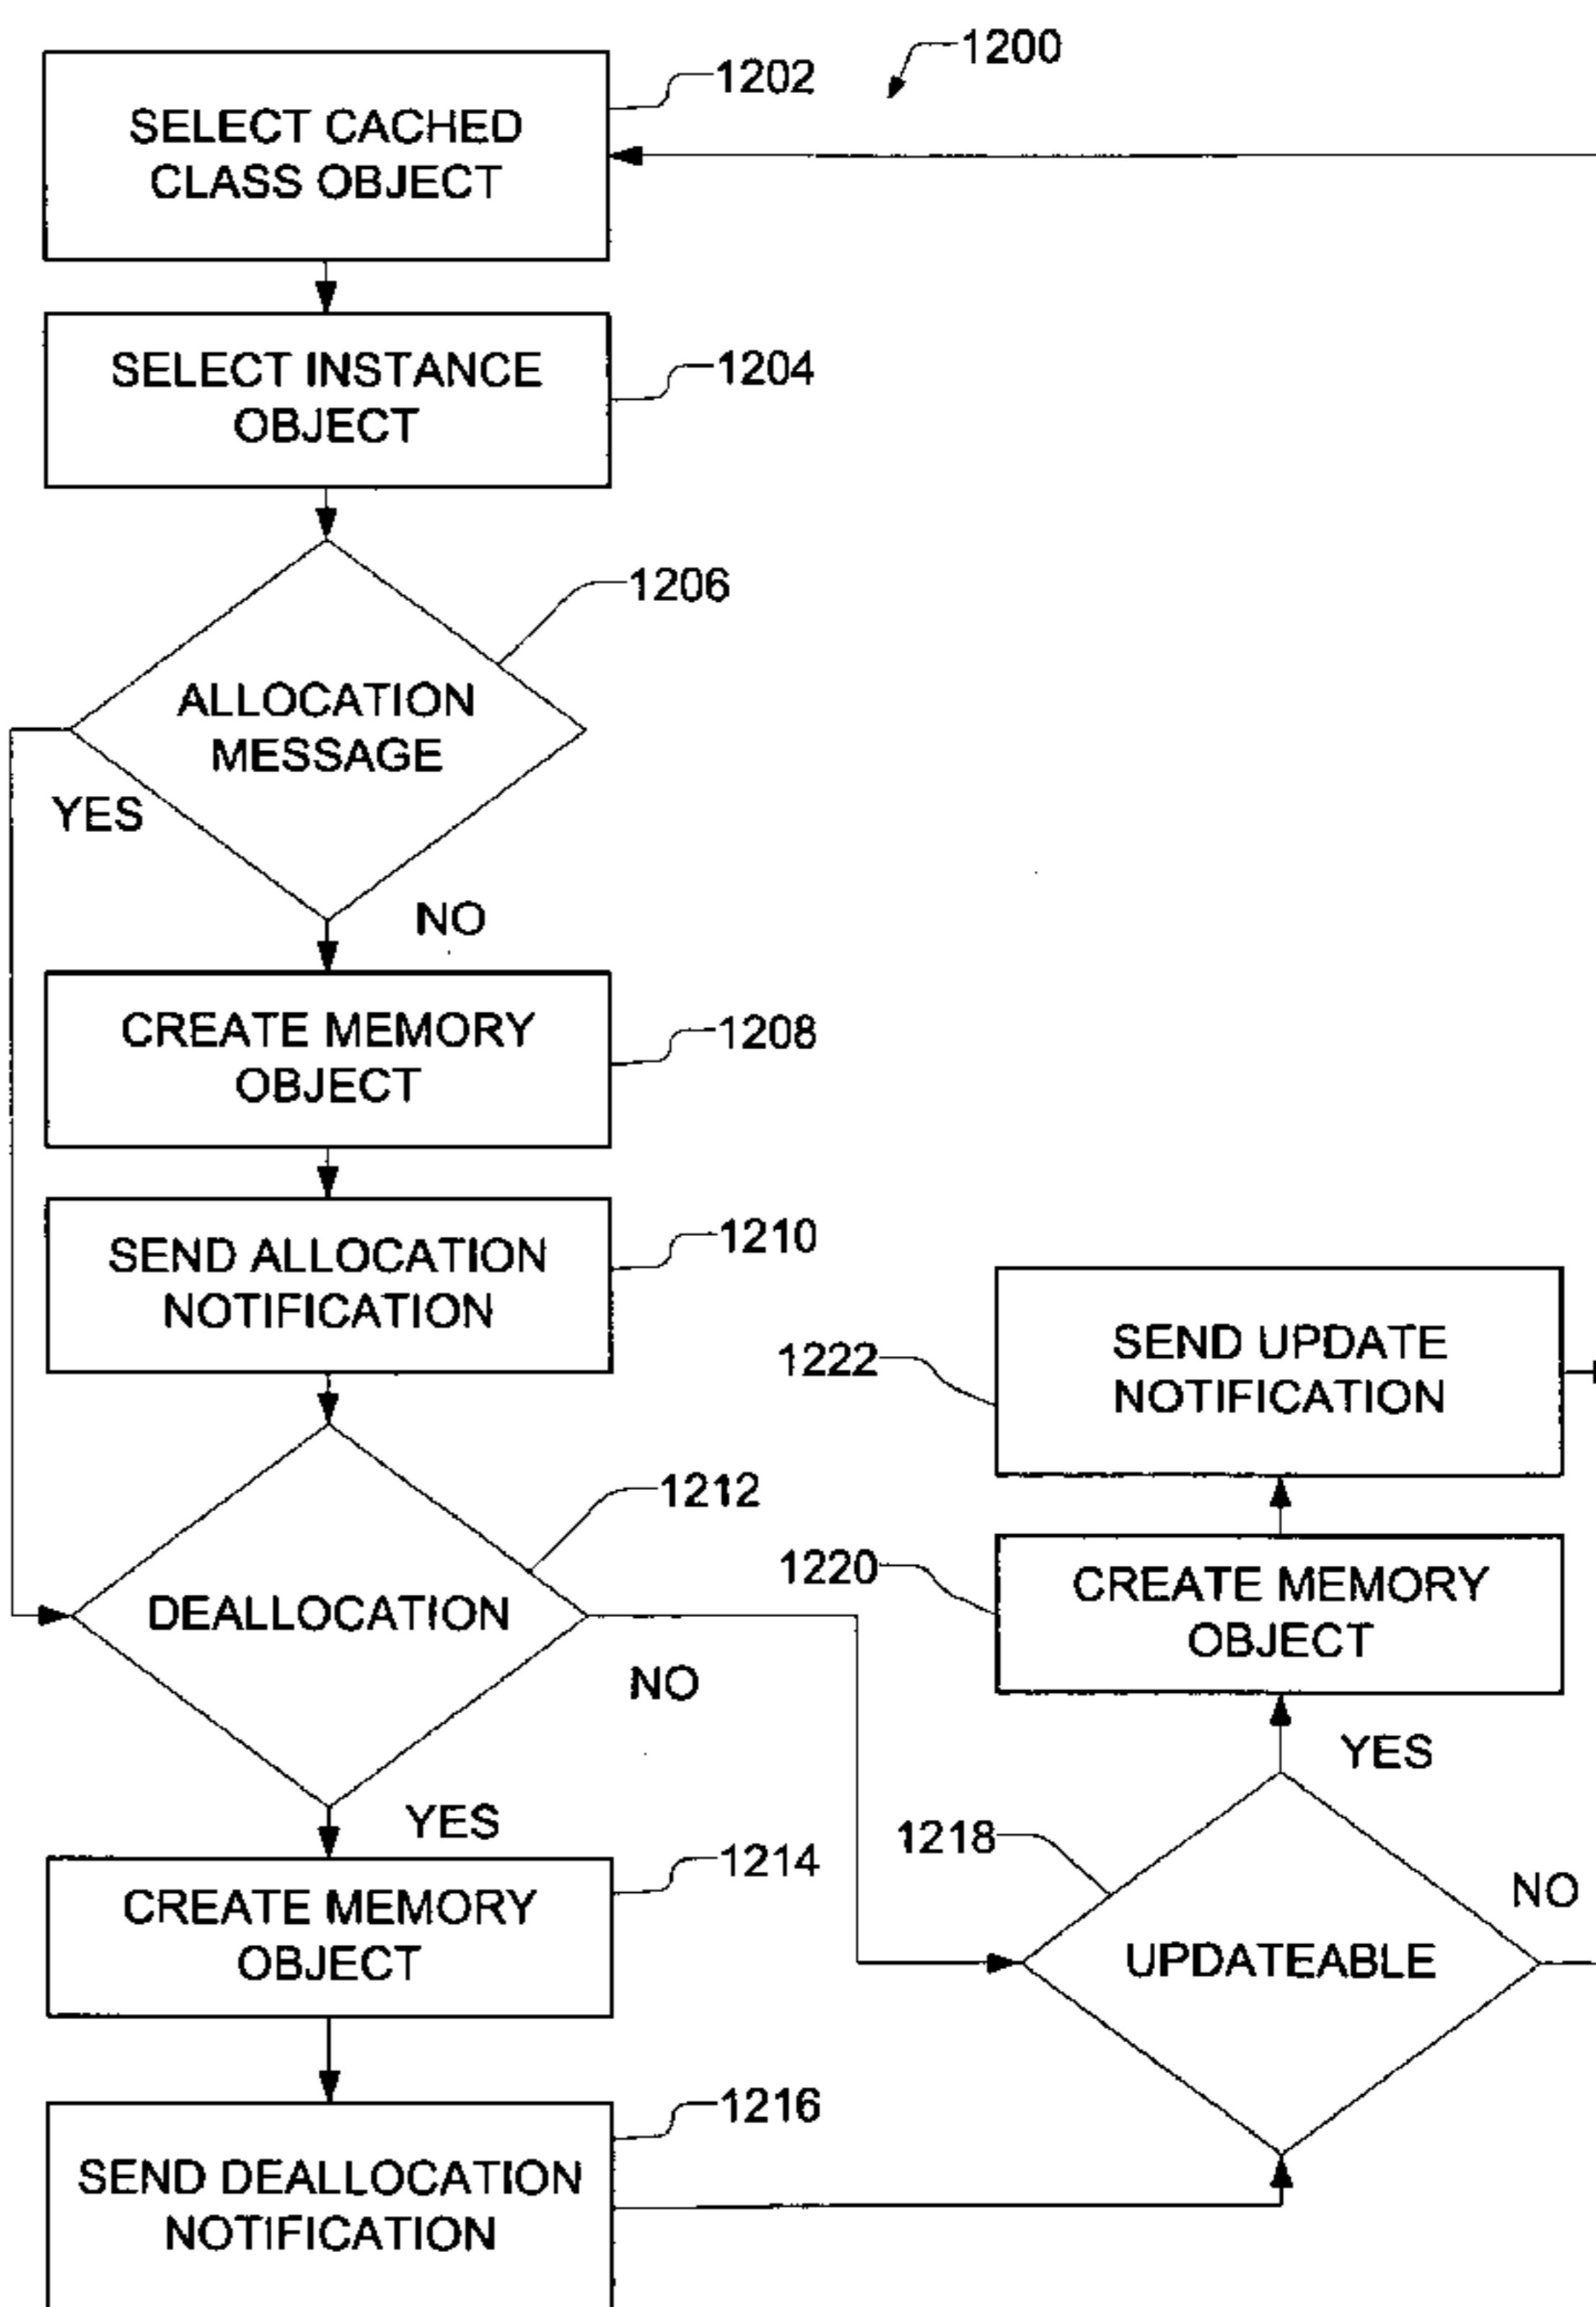 1200
1202
SELECT CACHED
CLASS OBJECT
1204
SELECT INSTANCE
OBJECT
1206
ALLOCATION
MESSAGE
YES
NO
1208
CREATE MEMORY
OBJECT
1210
SEND ALLOCATION
NOTIFICATION
1212
DEALLOCATION
NO
YES
1214
CREATE MEMORY
OBJECT
1216
SEND DEALLOCATION
NOTIFICATION
1222
SEND UPDATE
NOTIFICATION
1220
CREATE MEMORY
OBJECT
YES
1218
NO
UPDATEABLE